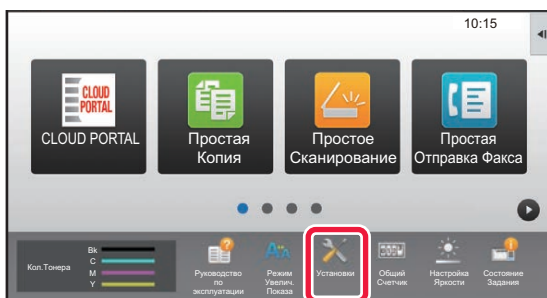 10:15
CLOUD
PORTAL
CLOUD PORTAL
Простая
Копия
Простое
Сканирование
Простая
Отправка Факса
Кол.Тонера
Bk
C
M
Y
Руководство
по
эксплуатации
Режим
Увелич.
Показа
Установки
Общий
Счетчик
Настройка
Яркости
Состояние
Задания